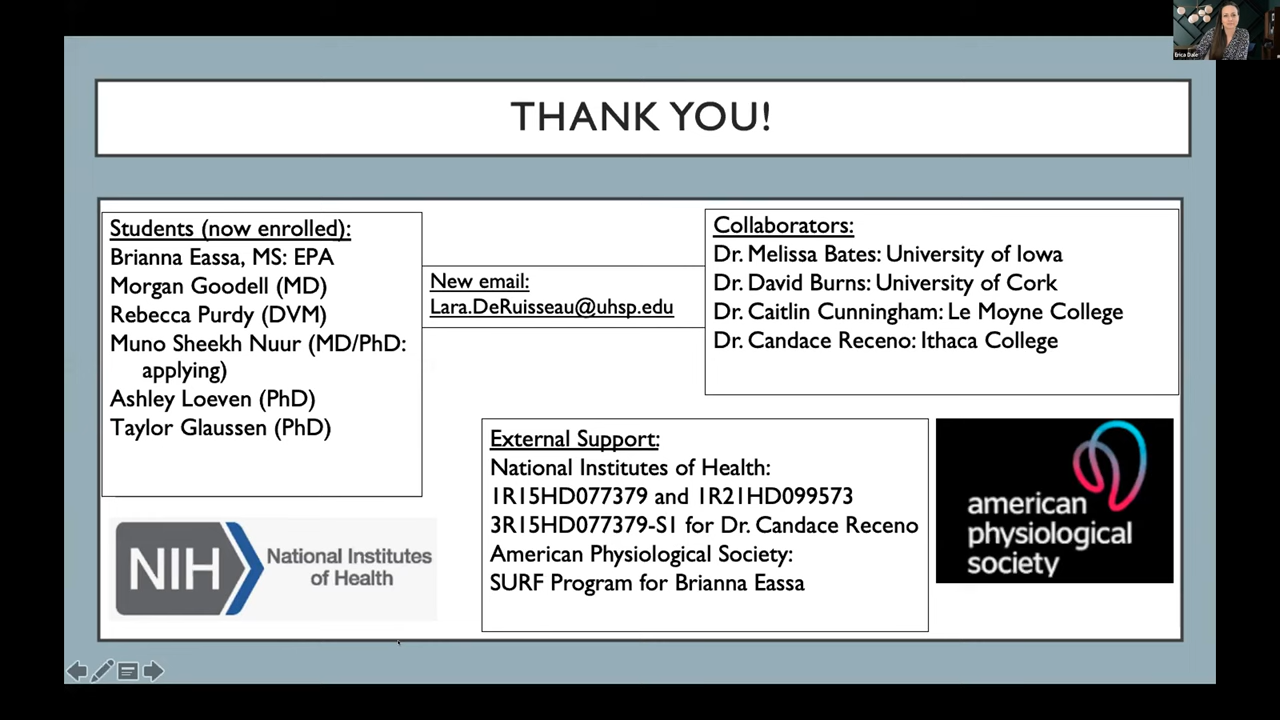 Erica Dale
THANK YOU!
Students (now enrolled):
Brianna Eassa, MS: EPA
Morgan Goodell (MD)
Rebecca Purdy (DVM)
Muno Sheekh Nuur (MD/PhD:
applying)
Ashley Loeven (PhD)
Taylor Glaussen (PhD)
New email:
Lara.DeRuisseau@uhsp.edu
Collaborators:
Dr. Melissa Bates: University of Iowa
Dr. David Burns: University of Cork
Dr. Caitlin Cunningham: Le Moyne College
Dr. Candace Receno: Ithaca College
External Support:
National Institutes of Health:
1R15HD077379 and 1R21HD099573
3R15HD077379-S1 for Dr. Candace Receno
American Physiological Society:
SURF Program for Brianna Eassa
NIH
National Institutes
of Health
american
physiological
society